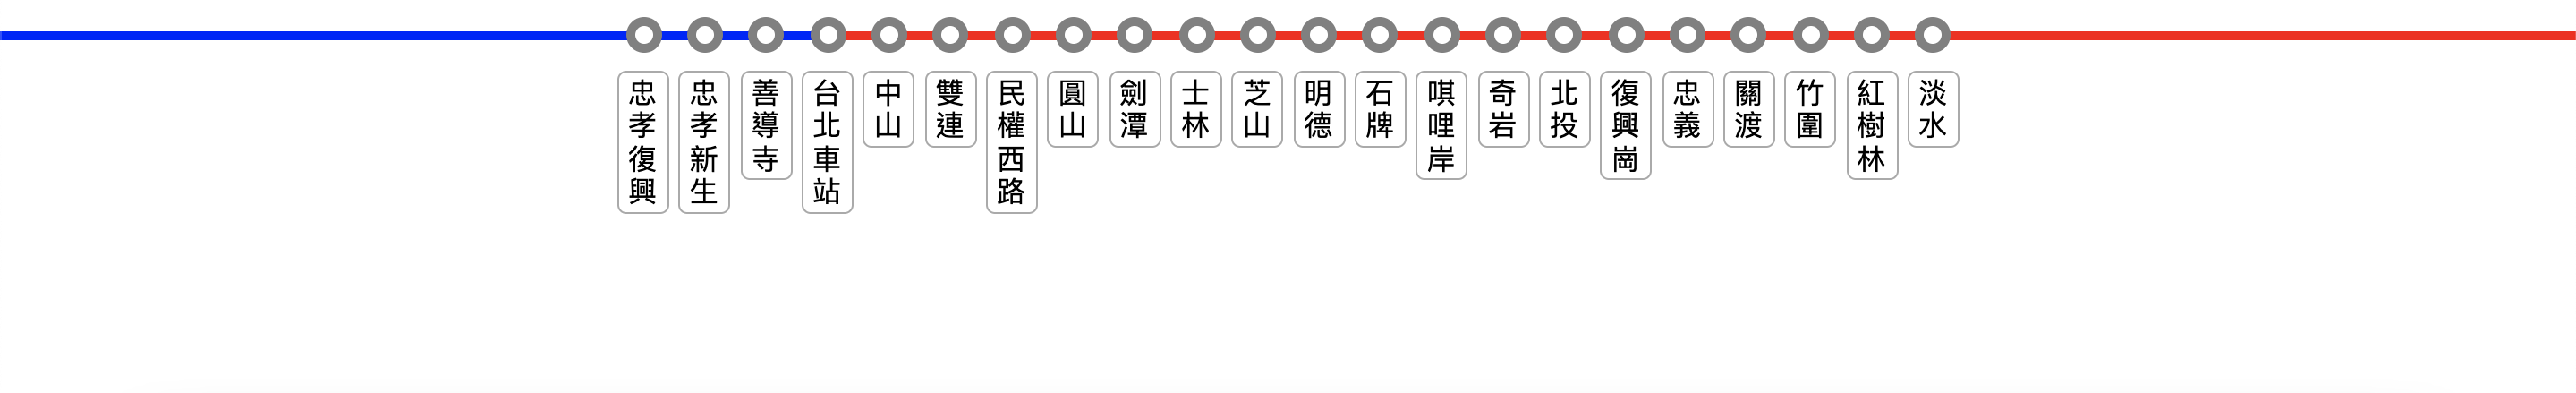 忠孝復興
忠孝新生
善導寺
台北車站
中山
雙連
民權西路
圓山
劍潭
士林
芝山
明德
石牌
唭哩岸
奇岩
北投
復興崗
忠義
關渡
竹圍
紅樹林
淡水